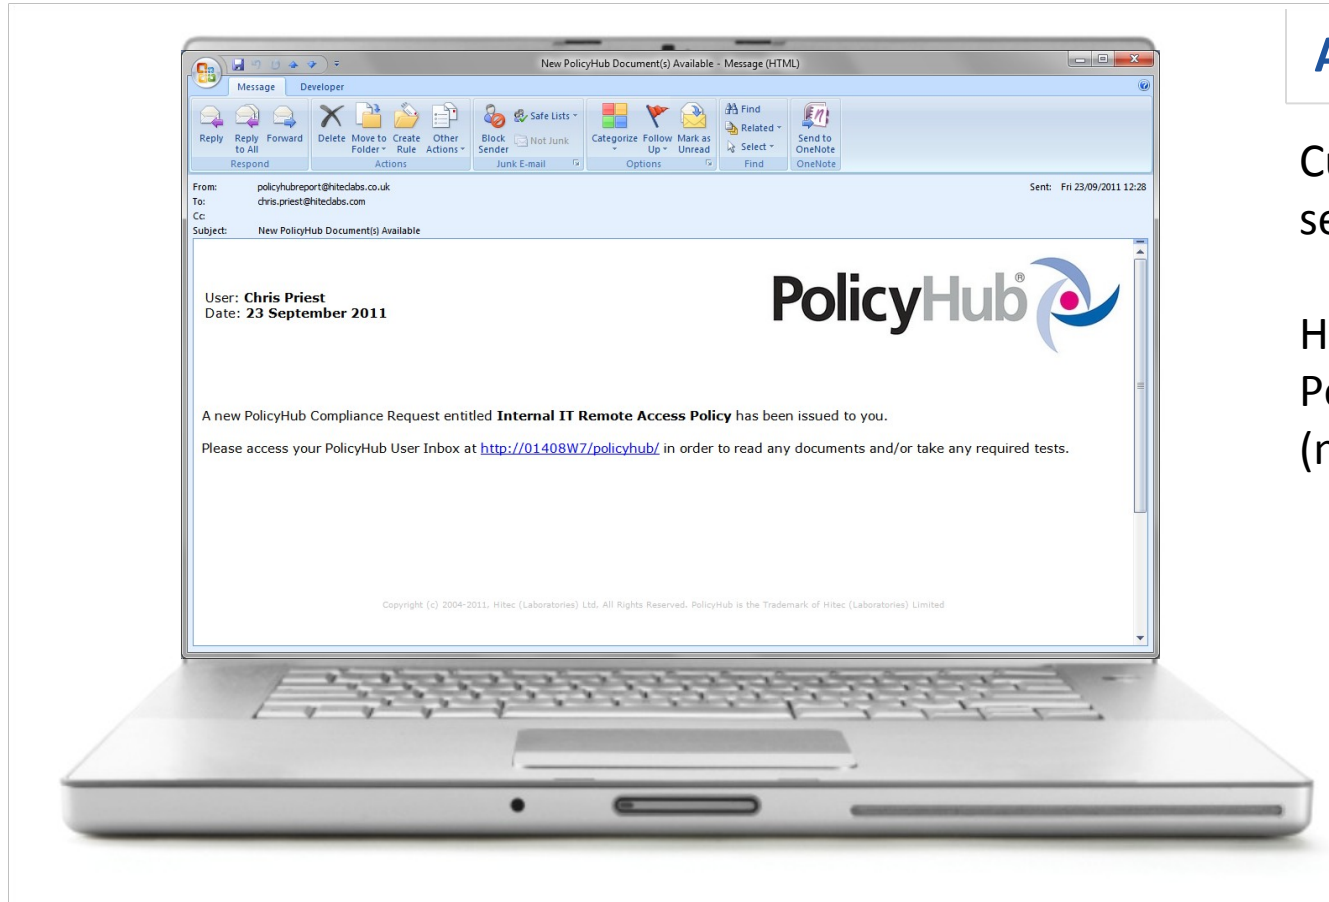 New PolicyHub Document(s) Available - Message (HTML)
Message Developer
Reply
Reply to All
Forward
Respond
Delete
Move to Folder
Create Rule
Other Actions
Actions
Block Sender
Safe Lists
Not Junk
Junk E-mail
Categorize
Follow Up
Mark as Unread
Options
Find
Related
Select
Find
Send to OneNote
OneNote
From: policyhubreport@hiteclabs.co.uk
Sent: Fri 23/09/2011 12:28
To: chris.priest@hiteclabs.com
Cc:
Subject: New PolicyHub Document(s) Available
PolicyHub®
User: Chris Priest
Date: 23 September 2011
A new PolicyHub Compliance Request entitled Internal IT Remote Access Policy has been issued to you.
Please access your PolicyHub User Inbox at http://01408W7/policyhub/ in order to read any documents and/or take any required tests.
Copyright (c) 2004-2011, Hitec (Laboratories) Ltd. All Rights Reserved. PolicyHub is the Trademark of Hitec (Laboratories) Limited